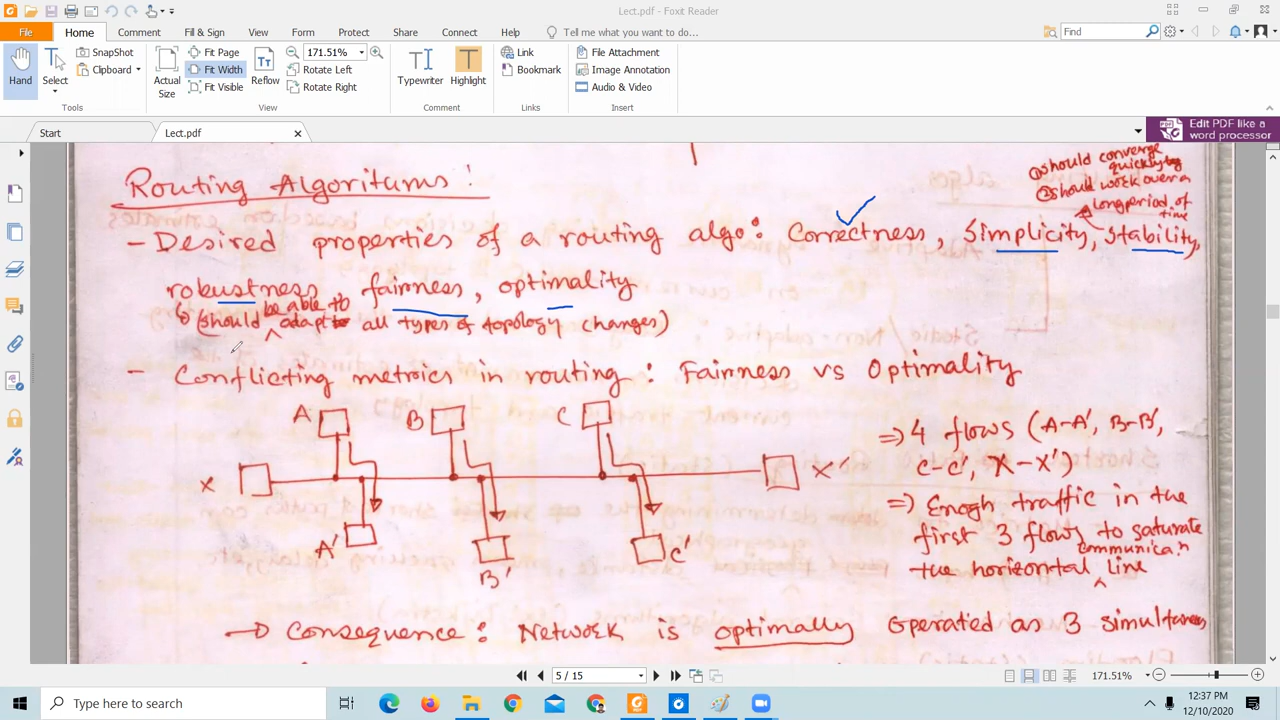 Lect.pdf - Foxit Reader
File Home Comment View Form Protect Share Connect Help Tell me what you want to do... Find
Fill & Sign
Hand
Select
SnapShot
Clipboard
Tools
Actual Size
Fit Page
Fit Width
Fit Visible
Reflow
171.51%
Rotate Left
Rotate Right
View
Typewriter
Highlight
Comment
Link
Bookmark
Links
File Attachment
Image Annotation
Audio & Video
Insert
Start
Lect.pdf
Edit PDF like a
word processor
① should converge
quickly
② should work over a
long period of
time
Routing Algoritums:
- Desired properties of a routing algo: Correctness, Simplicity, stability,
robustness, fairness, optimality
(should be able to adapt to all types of topology changes)
- Conflicting metrics in routing: Fairness vs Optimality
A B C
X X'
A' B' C'
=> 4 flows (A-A', B-B',
C-C', X-X')
=> Enogh traffic in the
first 3 flows to saturate
the horizontal communican line
→ Consequence: Network is optimally operated as 3 simultaneous
5 / 15
171.51%
Type here to search
12:37 PM
12/10/2020